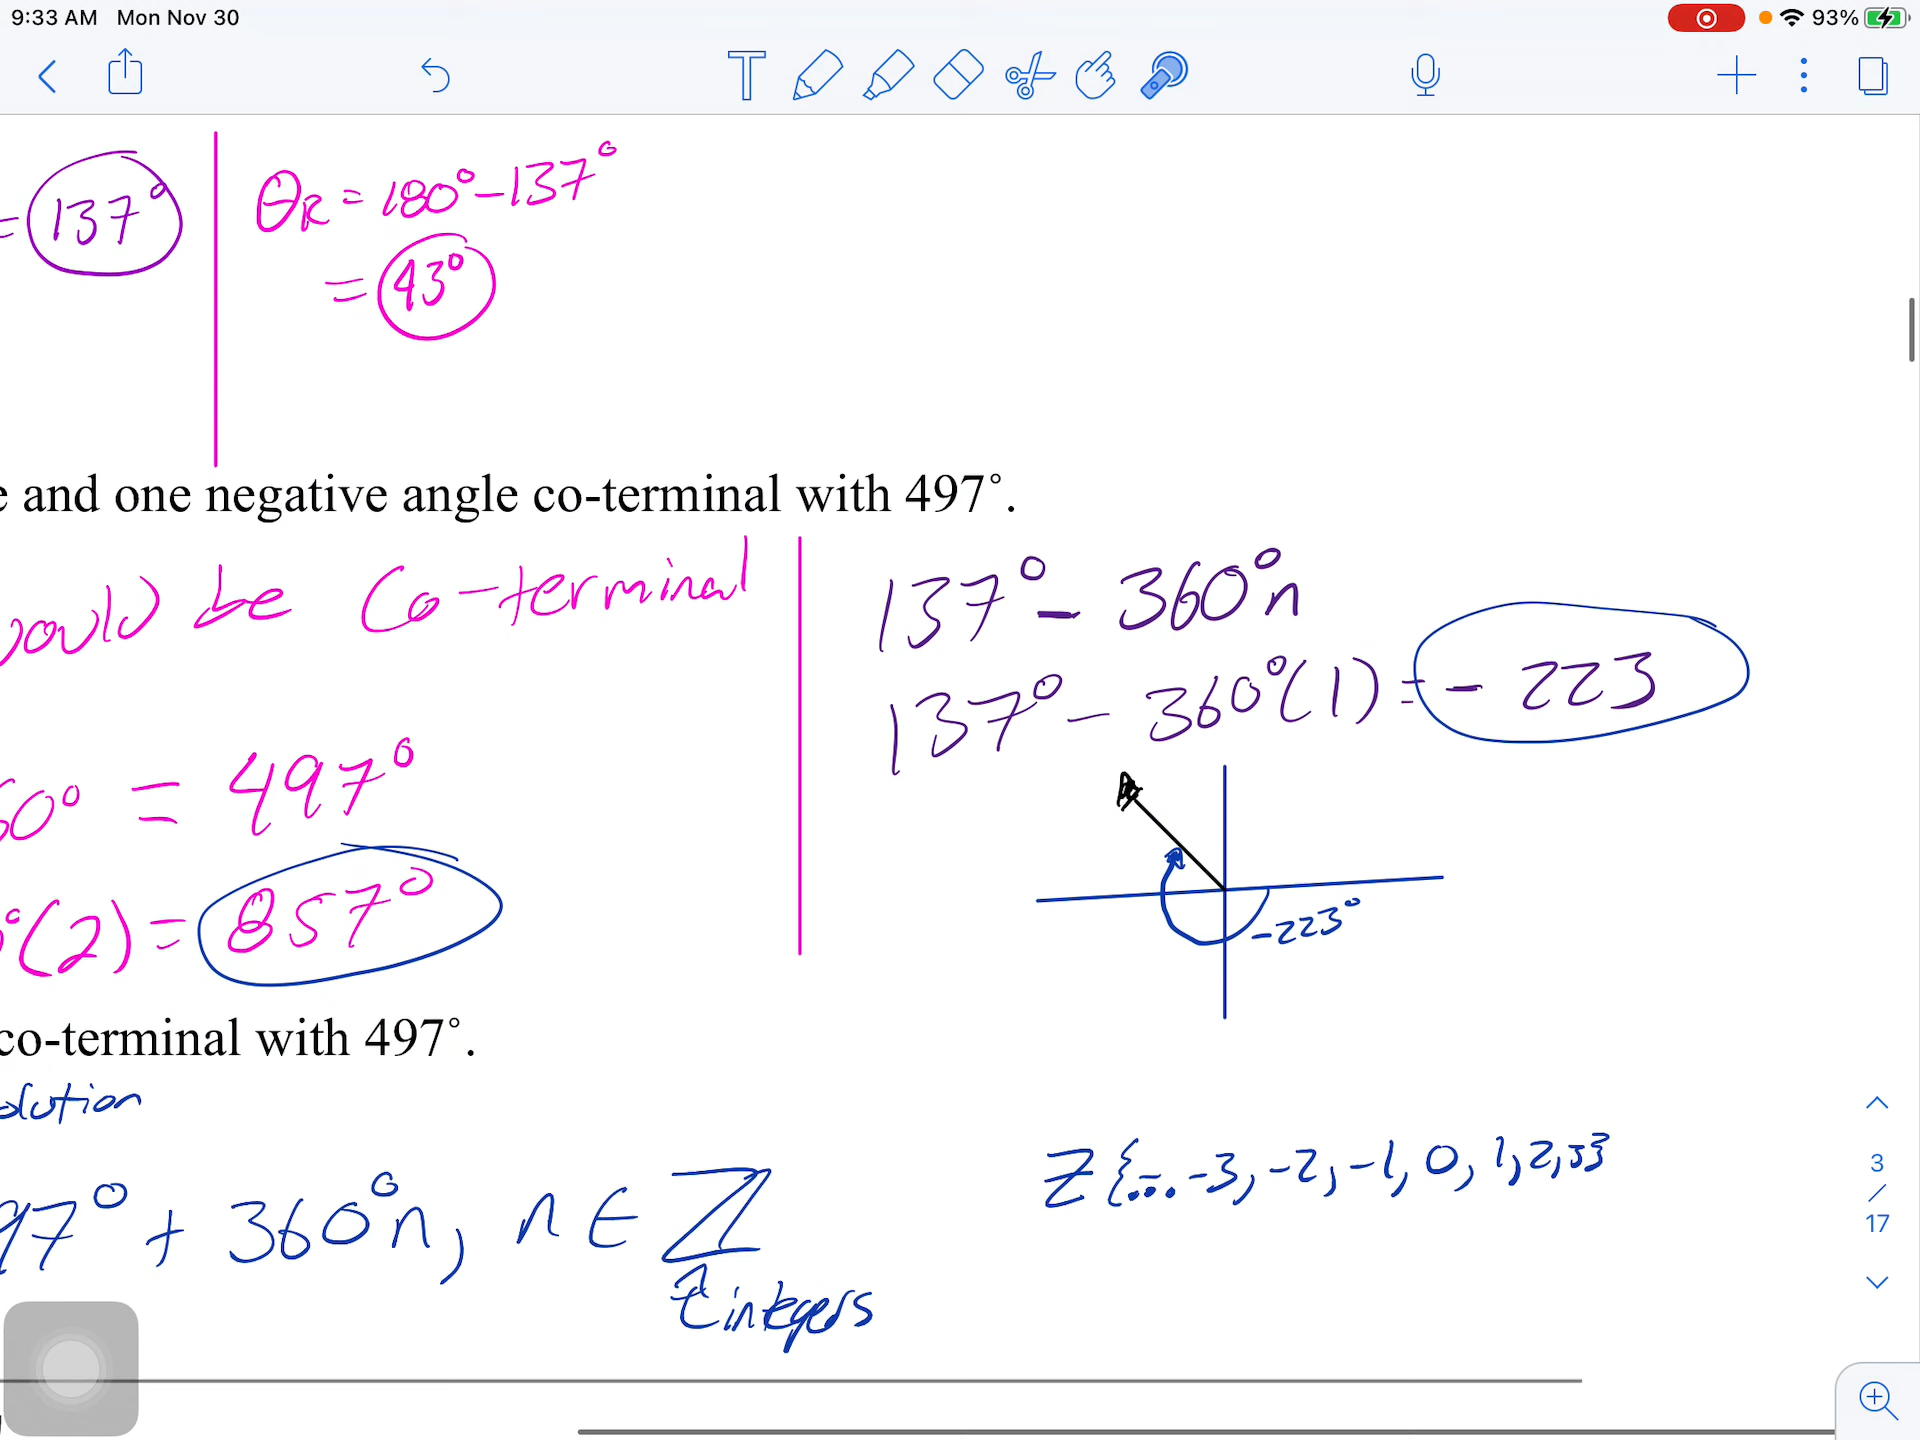 9:33 AM Mon Nov 30
93%
T
= 137°
θR = 180° - 137°
= 43°
and one negative angle co-terminal with 497˚.
be Co-terminal
137° - 360°n
137° - 360°(1) = - 223
60° = 497°
°(2) = 857°
-223°
co-terminal with 497˚.
olution
Z{... -3, -2, -1, 0, 1, 2, 3}
97° + 360°n, n ∈ Z
integers
3
/
17